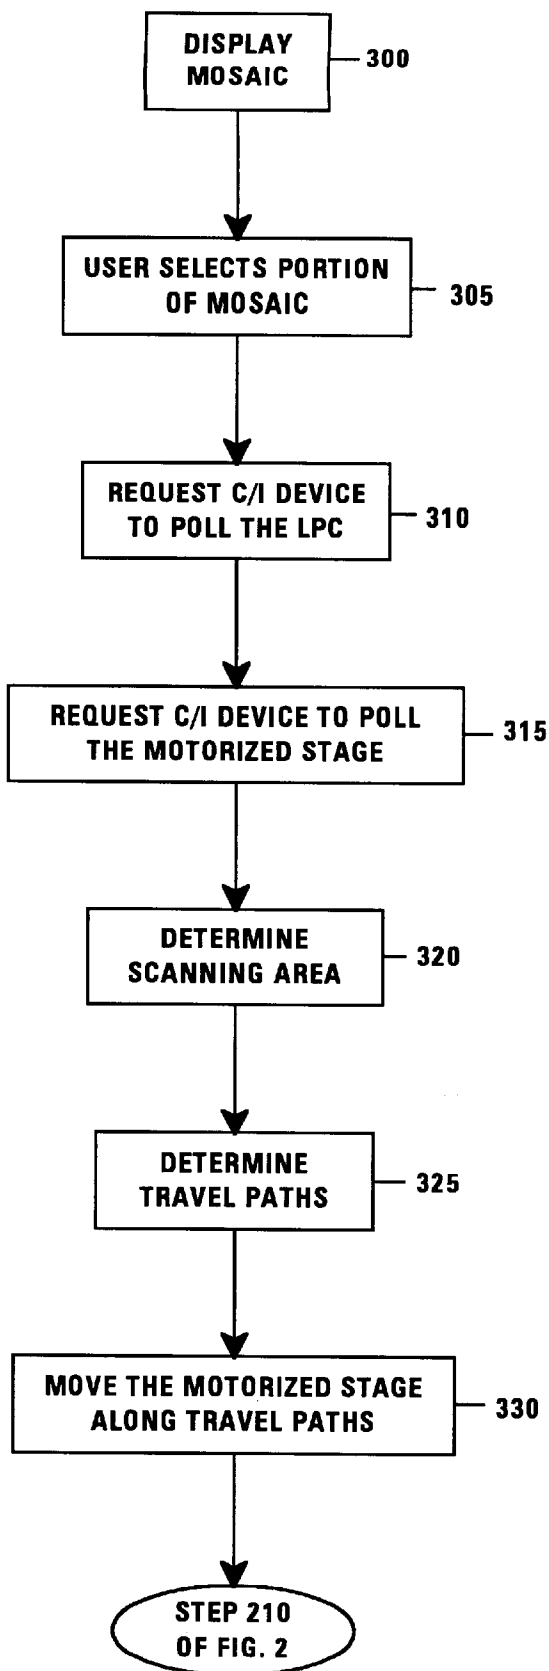 DISPLAY
MOSAIC
300
USER SELECTS PORTION
OF MOSAIC
305
REQUEST C/I DEVICE
TO POLL THE LPC
310
REQUEST C/I DEVICE TO POLL
THE MOTORIZED STAGE
315
DETERMINE
SCANNING AREA
320
DETERMINE
TRAVEL PATHS
325
MOVE THE MOTORIZED STAGE
ALONG TRAVEL PATHS
330
STEP 210
OF FIG. 2